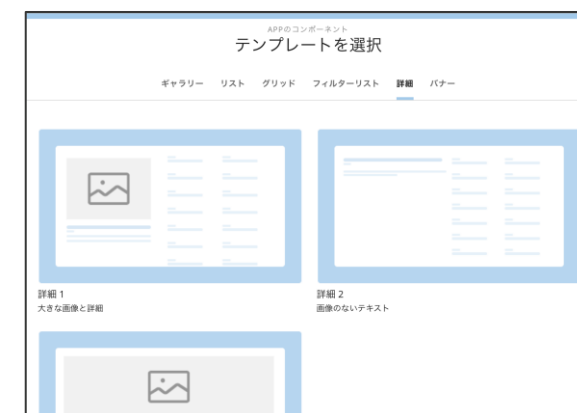 APPのコンポーネント
テンプレートを選択
ギャラリー リスト グリッド フィルターリスト 詳細 バナー
詳細 1
大きな画像と詳細
詳細 2
画像のないテキスト